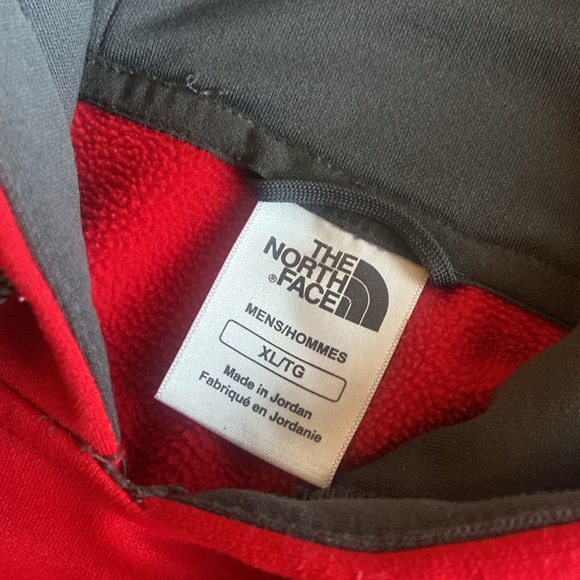 THE
NORTH
®FACE
MENS/HOMMES
XL/TG
Made in Jordan
Fabriqué en Jordanie